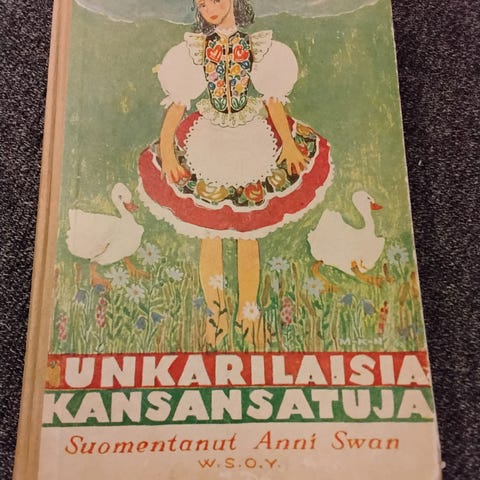 M-K-N
UNKARILAISIA
KANSANSATUJA
Suomentanut Anni Swan
W.S.O.Y.